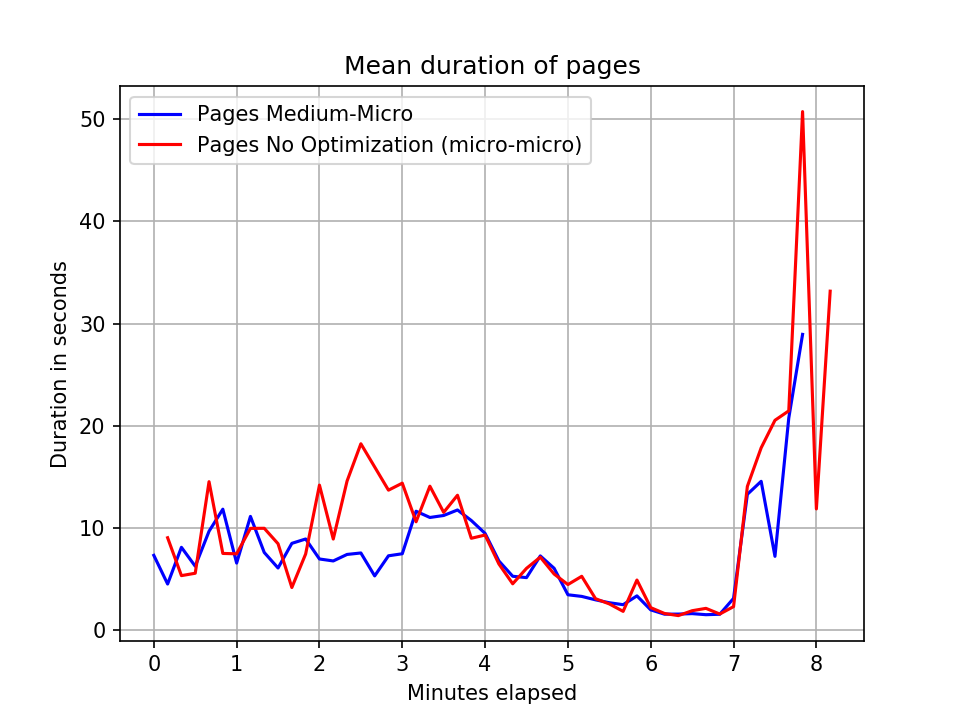 Mean duration of pages
Pages Medium-Micro
Pages No Optimization (micro-micro)
Duration in seconds
50
40
30
20
10
0
0 1 2 3 4 5 6 7 8
Minutes elapsed